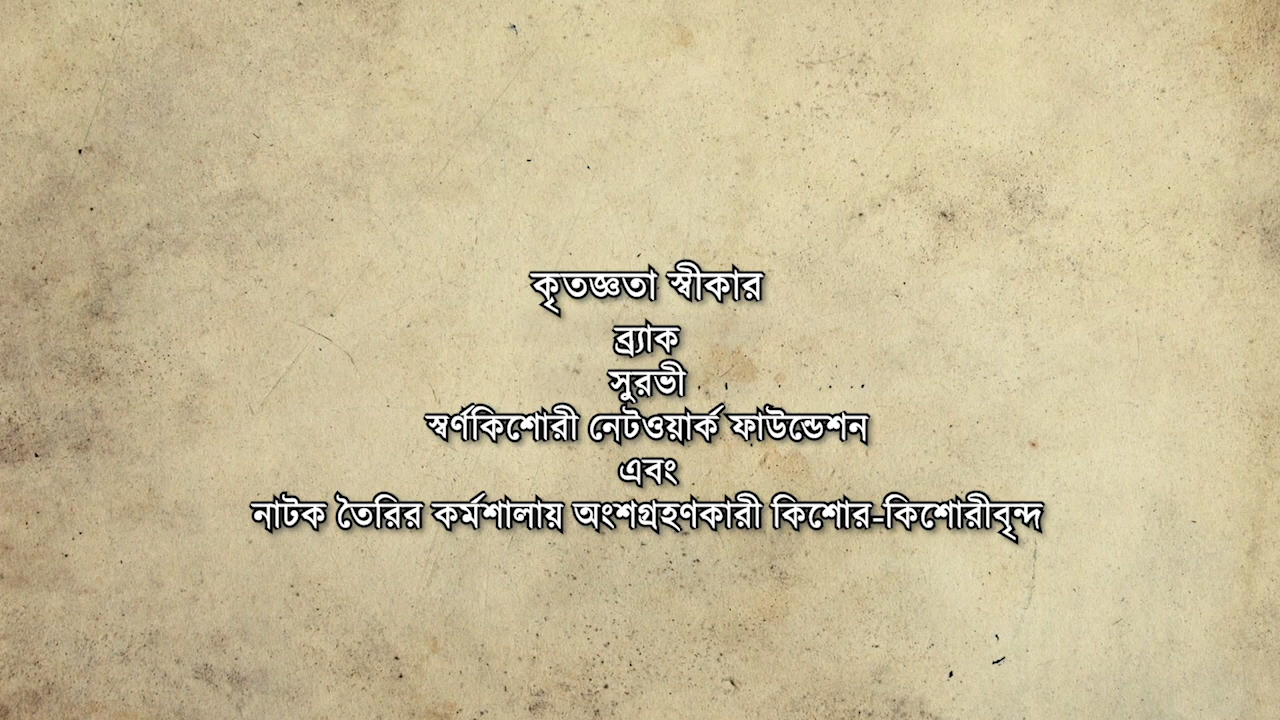 কৃতজ্ঞতা স্বীকার
ব্র্যাক
সুরভী
স্বর্ণকিশোরী নেটওয়ার্ক ফাউন্ডেশন
এবং
নাটক তৈরির কর্মশালায় অংশগ্রহণকারী কিশোর-কিশোরীবৃন্দ